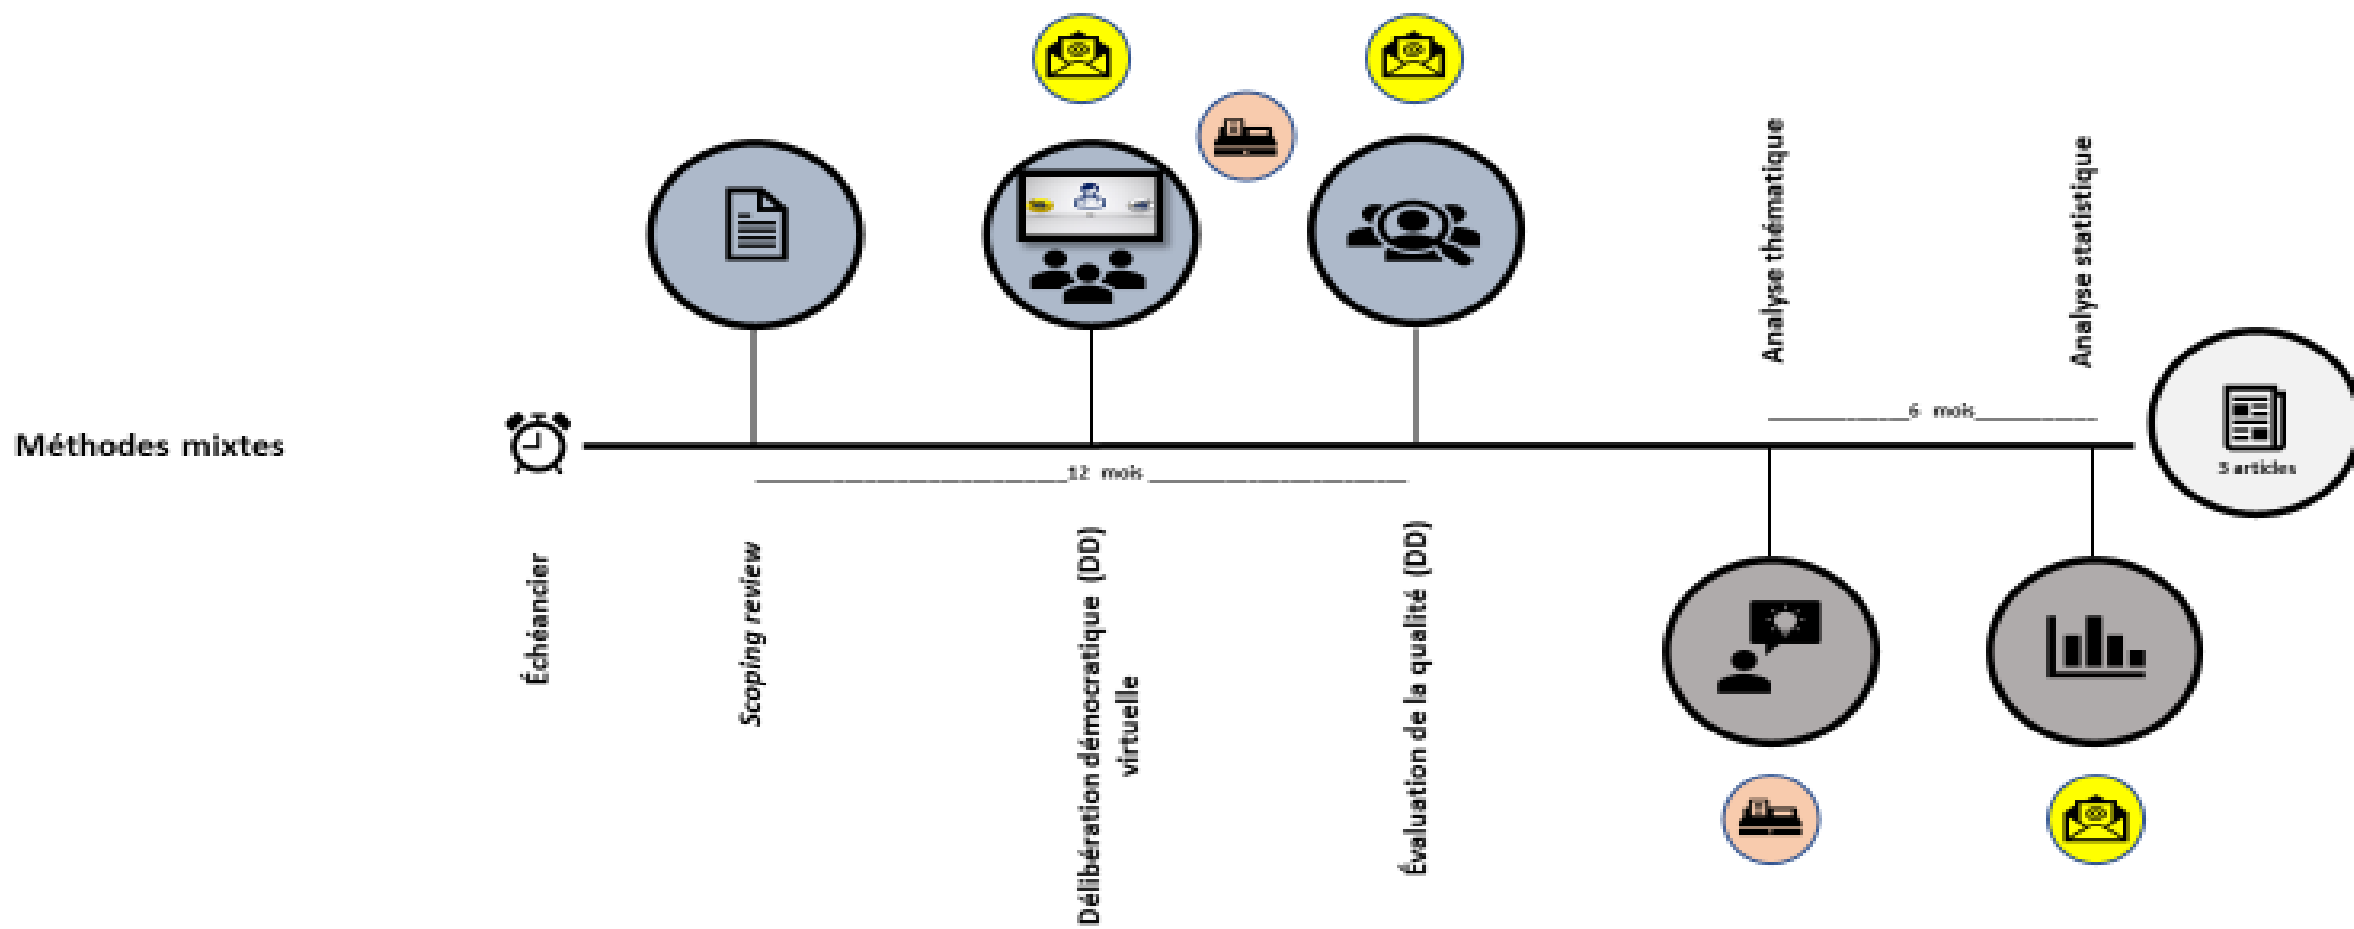 Méthodes mixtes
Échéancier
Scoping review
Délibération démocratique (DD)
virtuelle
Évaluation de la qualité (DD)
12 mois
Analyse thématique
Analyse statistique
6 mois
3 articles